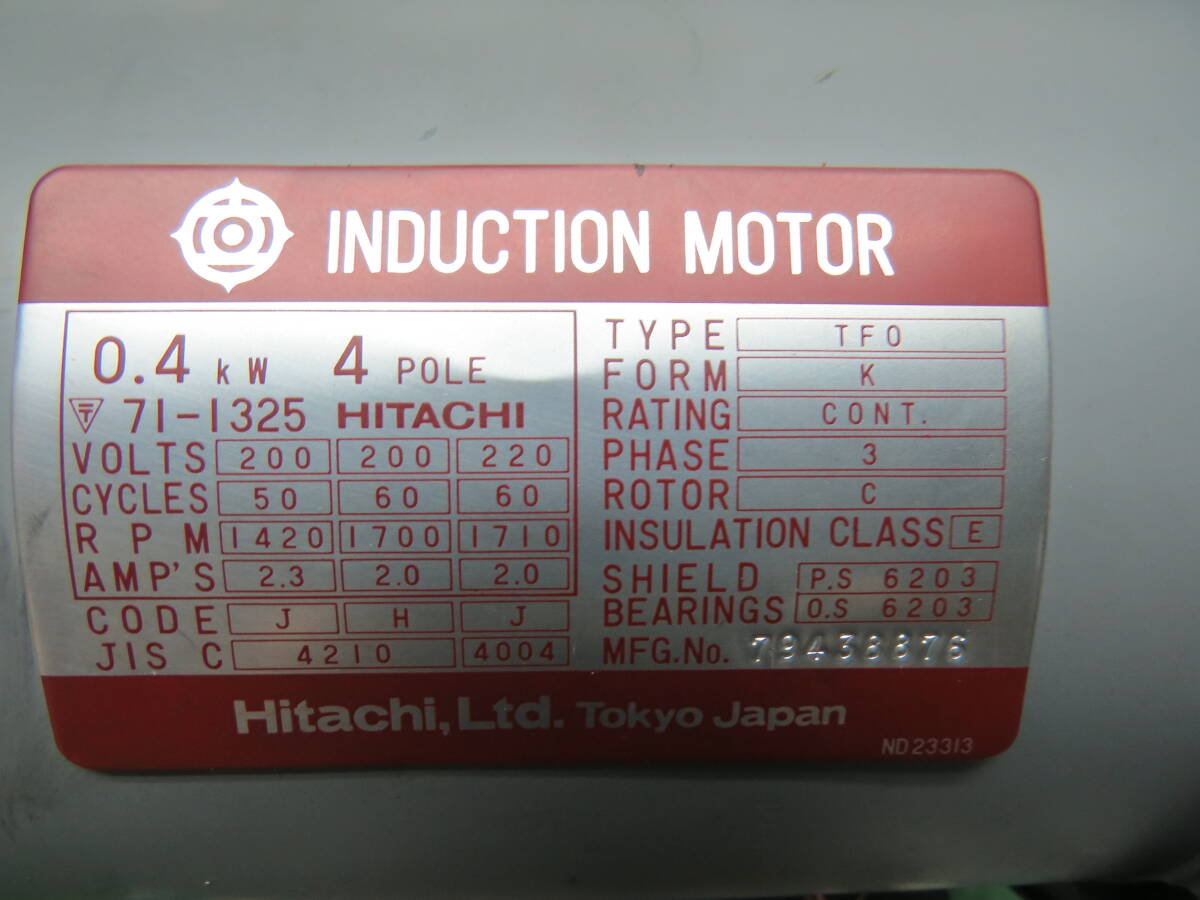 INDUCTION MOTOR
0.4 kW 4 POLE
〒 71-1325 HITACHI
VOLTS 200 200 220
CYCLES 50 60 60
RPM 1420 1700 1710
AMP'S 2.3 2.0 2.0
CODE J H J
JIS C 4210 4004
TYPE TFO
FORM K
RATING CONT.
PHASE 3
ROTOR C
INSULATION CLASS E
SHIELD P.S 6203
BEARINGS O.S 6203
MFG.No. 79438876
Hitachi, Ltd. Tokyo Japan
ND23313